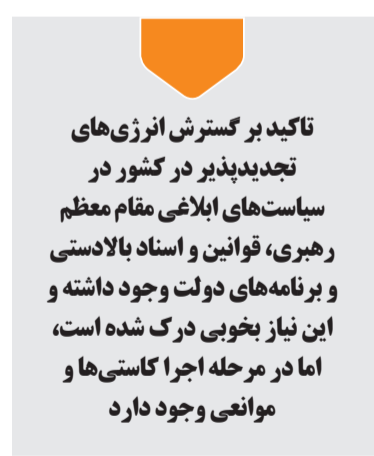 تاکید بر گسترش انرژی‌های
تجدیدپذیر در کشور در
سیاست‌های ابلاغی مقام معظم
رهبری، قوانین و اسناد بالادستی
و برنامه‌های دولت وجود داشته و
این نیاز بخوبی درک شده است،
اما در مرحله اجرا کاستی‌ها و
موانعی وجود دارد